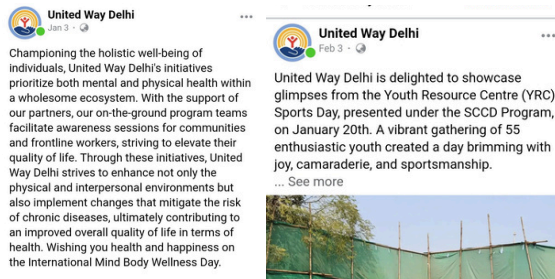 United Way Delhi
Jan 3 ·
Championing the holistic well-being of
individuals, United Way Delhi's initiatives
prioritize both mental and physical health within
a wholesome ecosystem. With the support of
our partners, our on-the-ground program teams
facilitate awareness sessions for communities
and frontline workers, striving to elevate their
quality of life. Through these initiatives, United
Way Delhi strives to enhance not only the
physical and interpersonal environments but
also implement changes that mitigate the risk
of chronic diseases, ultimately contributing to
an improved overall quality of life in terms of
health. Wishing you health and happiness on
the International Mind Body Wellness Day.
United Way Delhi
Feb 3 ·
United Way Delhi is delighted to showcase
glimpses from the Youth Resource Centre (YRC)
Sports Day, presented under the SCCD Program,
on January 20th. A vibrant gathering of 55
enthusiastic youth created a day brimming with
joy, camaraderie, and sportsmanship.
... See more